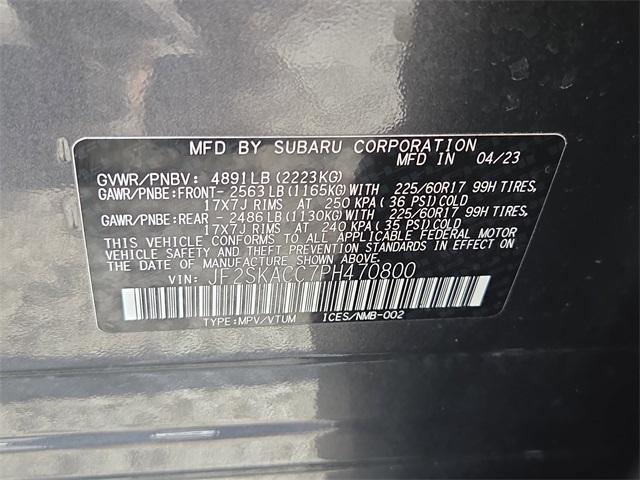 MFD BY SUBARU CORPORATION
MFD IN 04/23
GVWR/PNBV: 4891LB (2223KG)
GAWR/PNBE:FRONT- 2563 LB (1165KG) WITH 225/60R17 99H TIRES,
17X7J RIMS AT 250 KPA ( 36 PSI) COLD
GAWR/PNBE:REAR - 2486 LB (1130KG) WITH 225/60R17 99H TIRES,
17X7J RIMS AT 240 KPA ( 35 PSI) COLD
THIS VEHICLE CONFORMS TO ALL APPLICABLE FEDERAL MOTOR
VEHICLE SAFETY AND THEFT PREVENTION STANDARDS IN EFFECT ON
THE DATE OF MANUFACTURE SHOWN ABOVE.
VIN: JF2SKACC7PH470800
TYPE:MPV/VTUM ICES/NMB-002